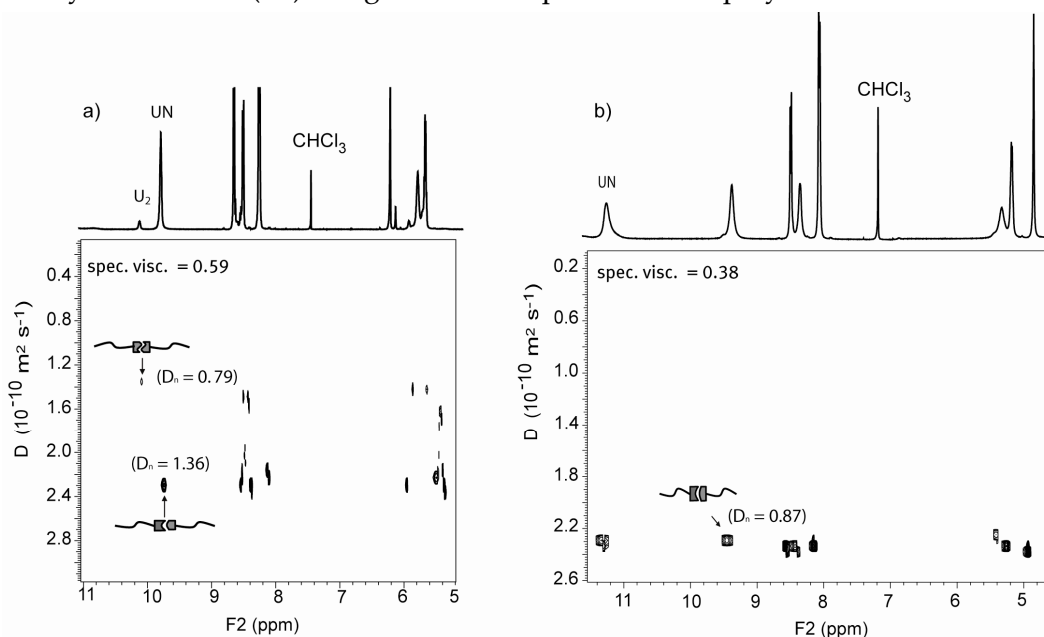 a)
UN
U₂
CHCl₃
spec. visc. = 0.59
(Dₙ = 0.79)
(Dₙ = 1.36)
D (10⁻¹⁰ m² s⁻¹)
0.4
0.8
1.2
1.6
2.0
2.4
2.8
11 10 9 8 7 6 5
F2 (ppm)
b)
UN
CHCl₃
spec. visc. = 0.38
(Dₙ = 0.87)
D (10⁻¹⁰ m² s⁻¹)
0.2
0.6
1.0
1.4
1.8
2.2
2.6
11 10 9 8 7 6 5
F2 (ppm)